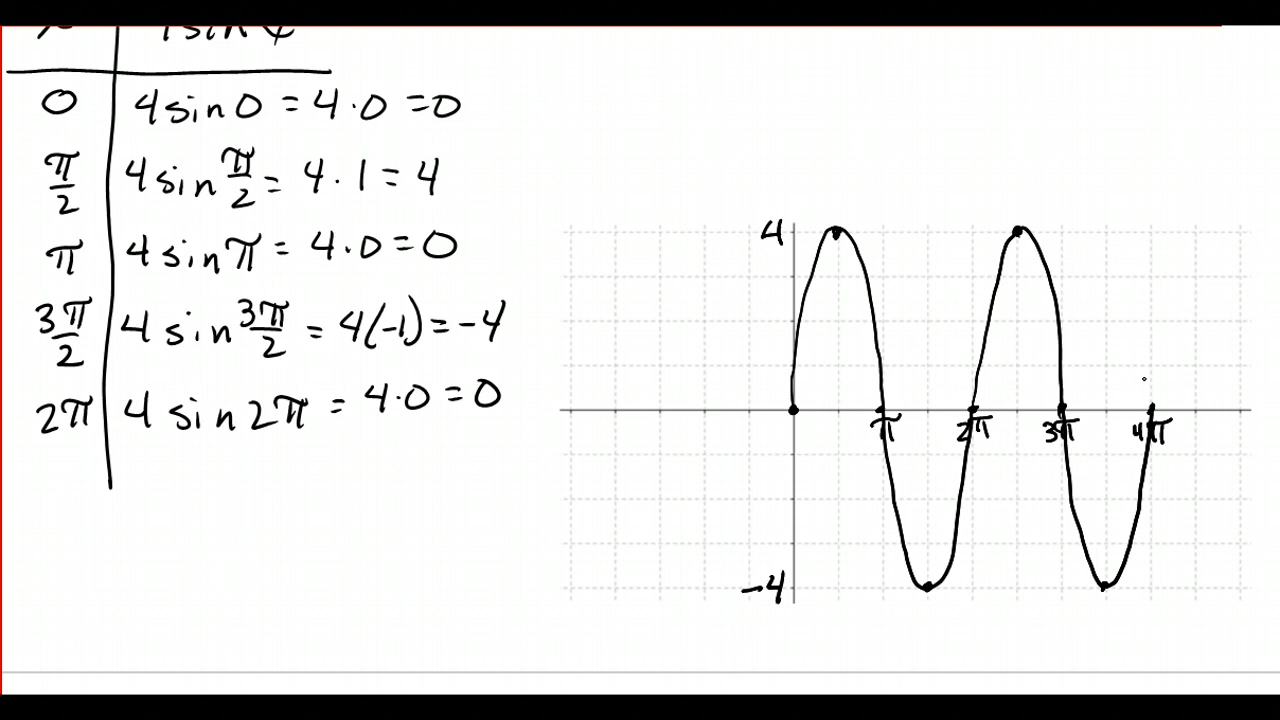 0 4 sin 0 = 4 · 0 = 0
π/2 4 sin π/2 = 4 · 1 = 4
π 4 sin π = 4 · 0 = 0
3π/2 4 sin 3π/2 = 4(-1) = -4
2π 4 sin 2π = 4 · 0 = 0
4
π 2π 3π 4π
-4